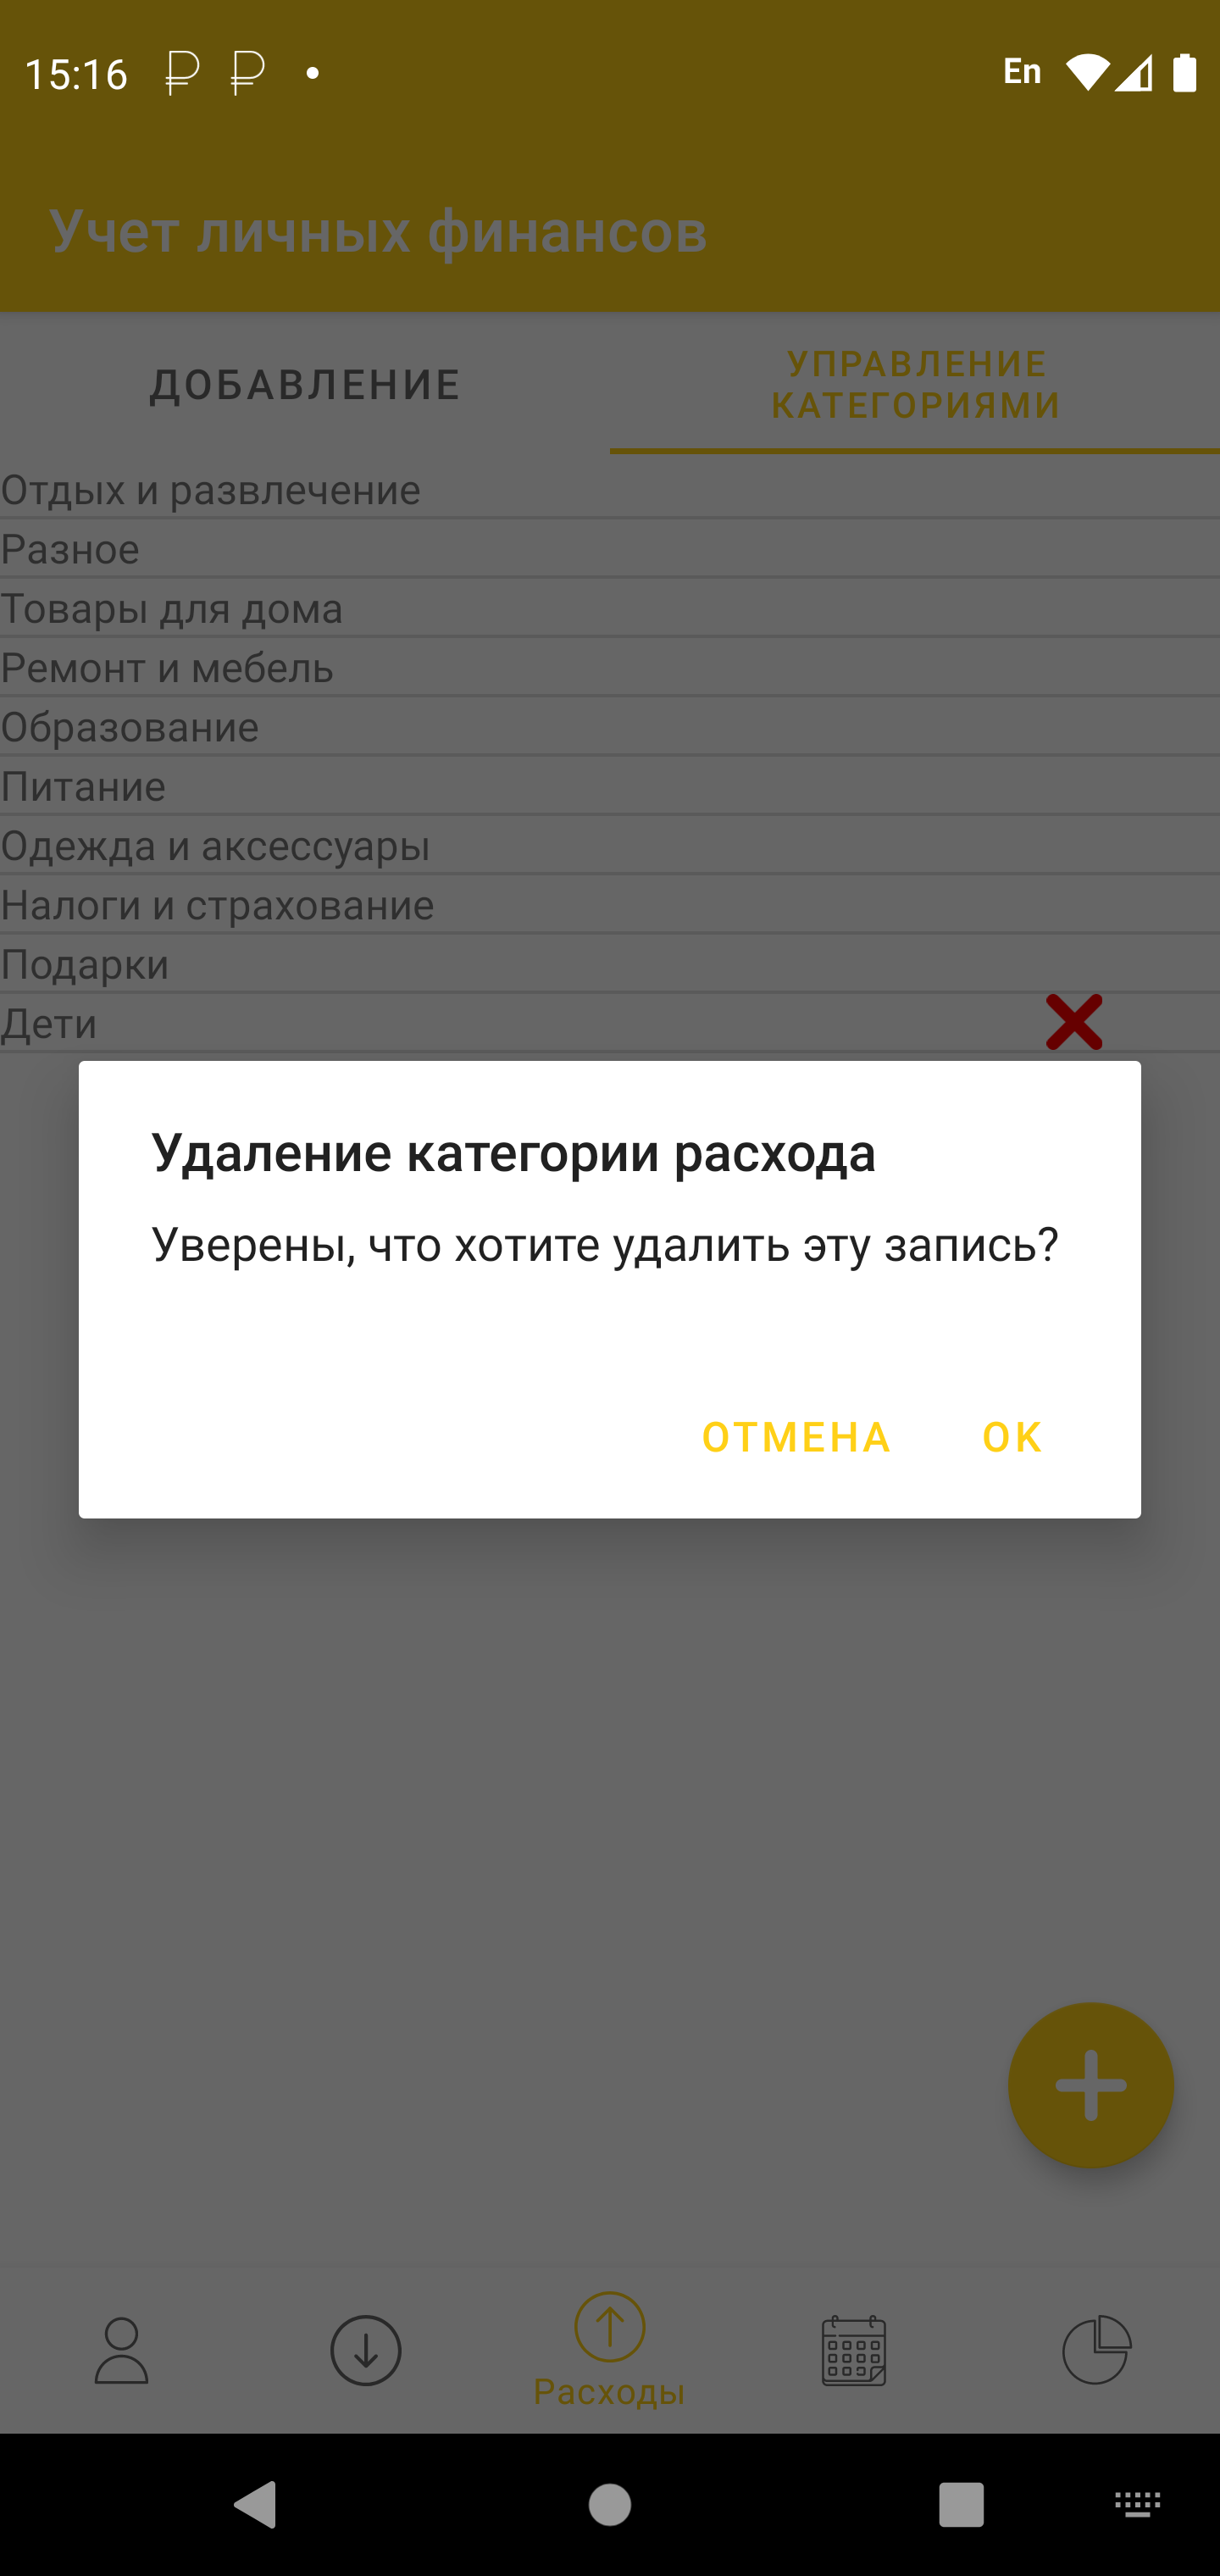 15:16
En
Учет личных финансов
ДОБАВЛЕНИЕ
УПРАВЛЕНИЕ
КАТЕГОРИЯМИ
Отдых и развлечение
Разное
Товары для дома
Ремонт и мебель
Образование
Питание
Одежда и аксессуары
Налоги и страхование
Подарки
Дети
Удаление категории расхода
Уверены, что хотите удалить эту запись?
ОТМЕНА OK
Расходы